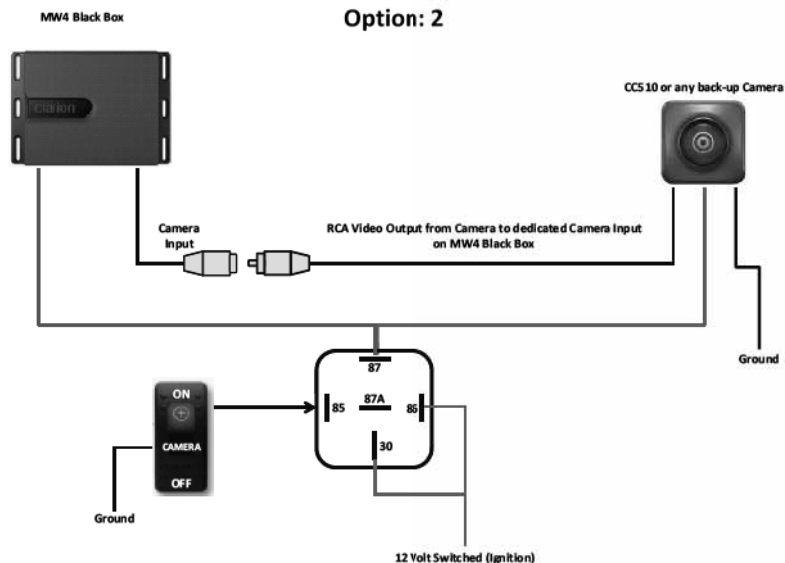 Option: 2
MW4 Black Box
CC510 or any back-up Camera
clarion
Camera
Input
RCA Video Output from Camera to dedicated Camera Input
on MW4 Black Box
Ground
87
ON
85
87A
86
CAMERA
30
OFF
Ground
12 Volt Switched (Ignition)